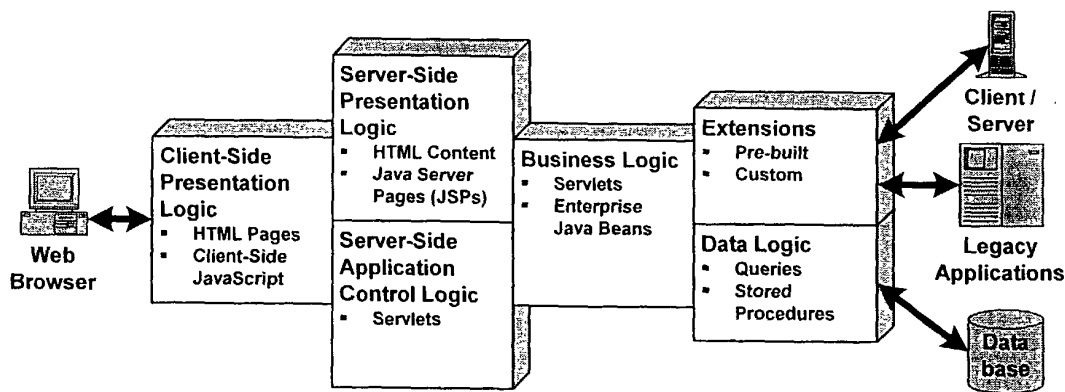 Web
Browser
Client-Side
Presentation
Logic
▪ HTML Pages
▪ Client-Side
JavaScript
Server-Side
Presentation
Logic
▪ HTML Content
▪ Java Server
Pages (JSPs)
Server-Side
Application
Control Logic
▪ Servlets
Business Logic
▪ Servlets
▪ Enterprise
Java Beans
Extensions
▪ Pre-built
▪ Custom
Data Logic
▪ Queries
▪ Stored
Procedures
Client /
Server
Legacy
Applications
Data
base